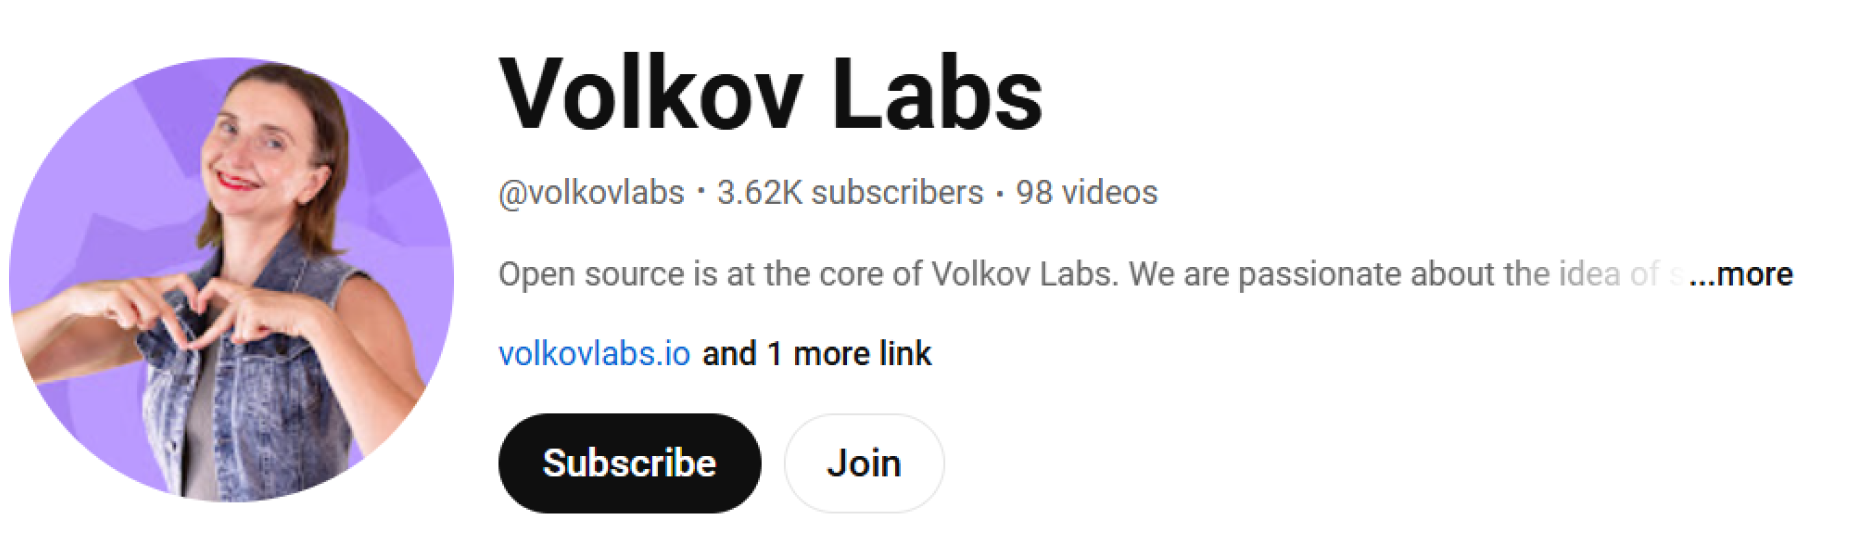 Volkov Labs
@volkovlabs • 3.62K subscribers • 98 videos
Open source is at the core of Volkov Labs. We are passionate about the idea of ...more
volkovlabs.io and 1 more link
Subscribe Join